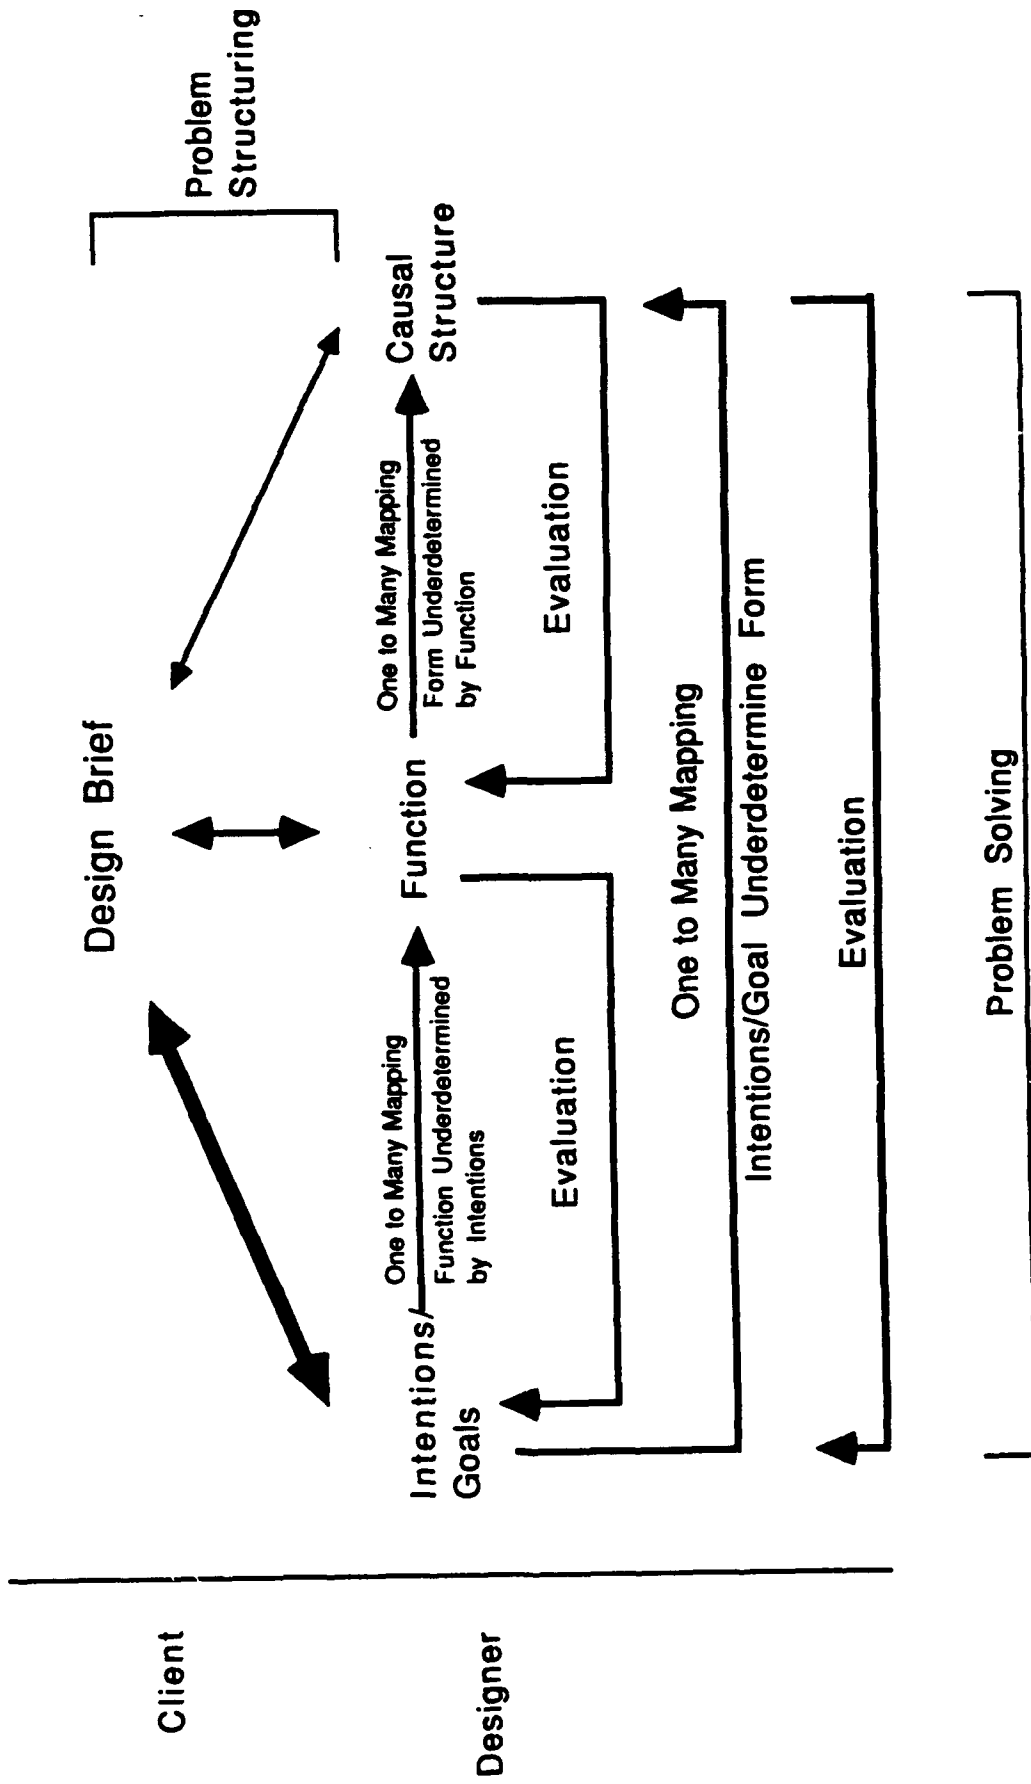 Client
Designer
Design Brief
Problem
Structuring
Intentions/
Goals
One to Many Mapping
Function Underdetermined
by Intentions
Function
One to Many Mapping
Form Underdetermined
by Function
Causal
Structure
Evaluation
Evaluation
One to Many Mapping
Intentions/Goal Underdetermine Form
Evaluation
Problem Solving